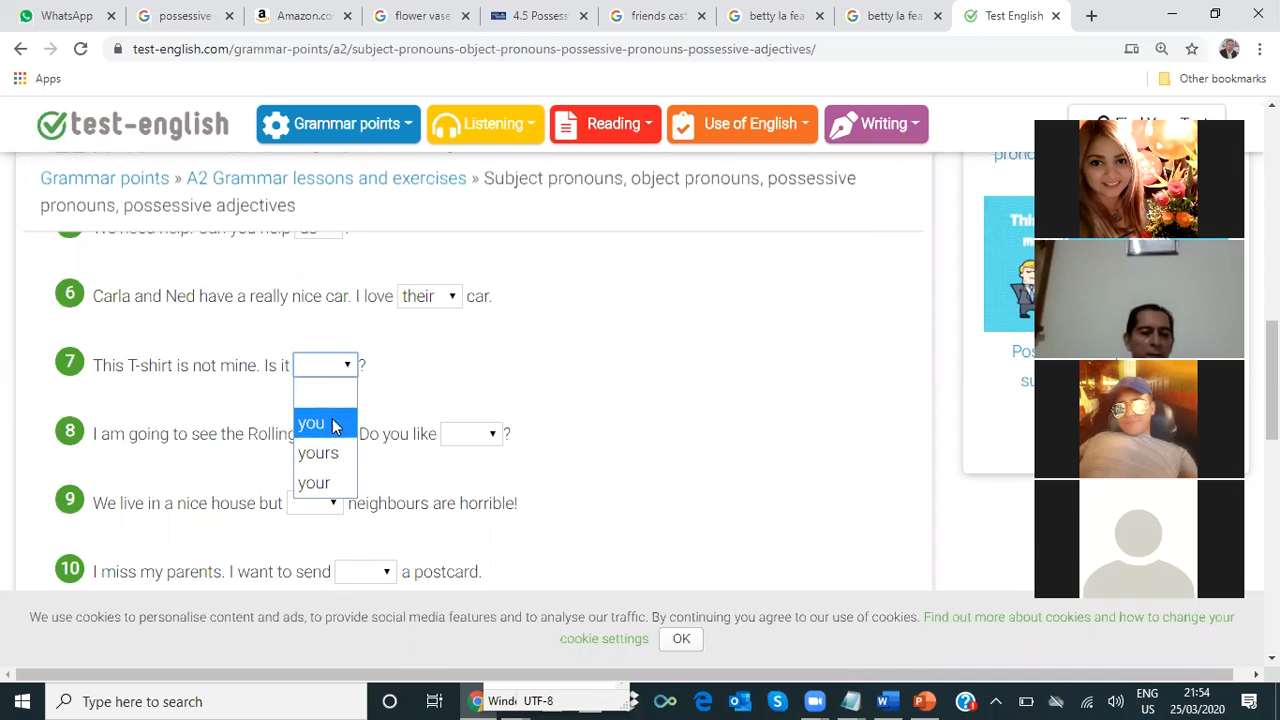 WhatsApp
possessive
Amazon.co
flower vase
4.5 Possess
friends cast
betty la fea
betty la fea
Test English
test-english.com/grammar-points/a2/subject-pronouns-object-pronouns-possessive-pronouns-possessive-adjectives/
Apps
Other bookmarks
test-english
Grammar points
Listening
Reading
Use of English
Writing
Grammar points » A2 Grammar lessons and exercises » Subject pronouns, object pronouns, possessive
pronouns, possessive adjectives
6 Carla and Ned have a really nice car. I love their car.
7 This T-shirt is not mine. Is it ?
you
yours
your
8 I am going to see the Rolling Do you like ?
9 We live in a nice house but neighbours are horrible!
10 I miss my parents. I want to send a postcard.
We use cookies to personalise content and ads, to provide social media features and to analyse our traffic. By continuing you agree to our use of cookies. Find out more about cookies and how to change your
cookie settings OK
Type here to search
Windo UTF-8
ENG
US
21:54
25/03/2020